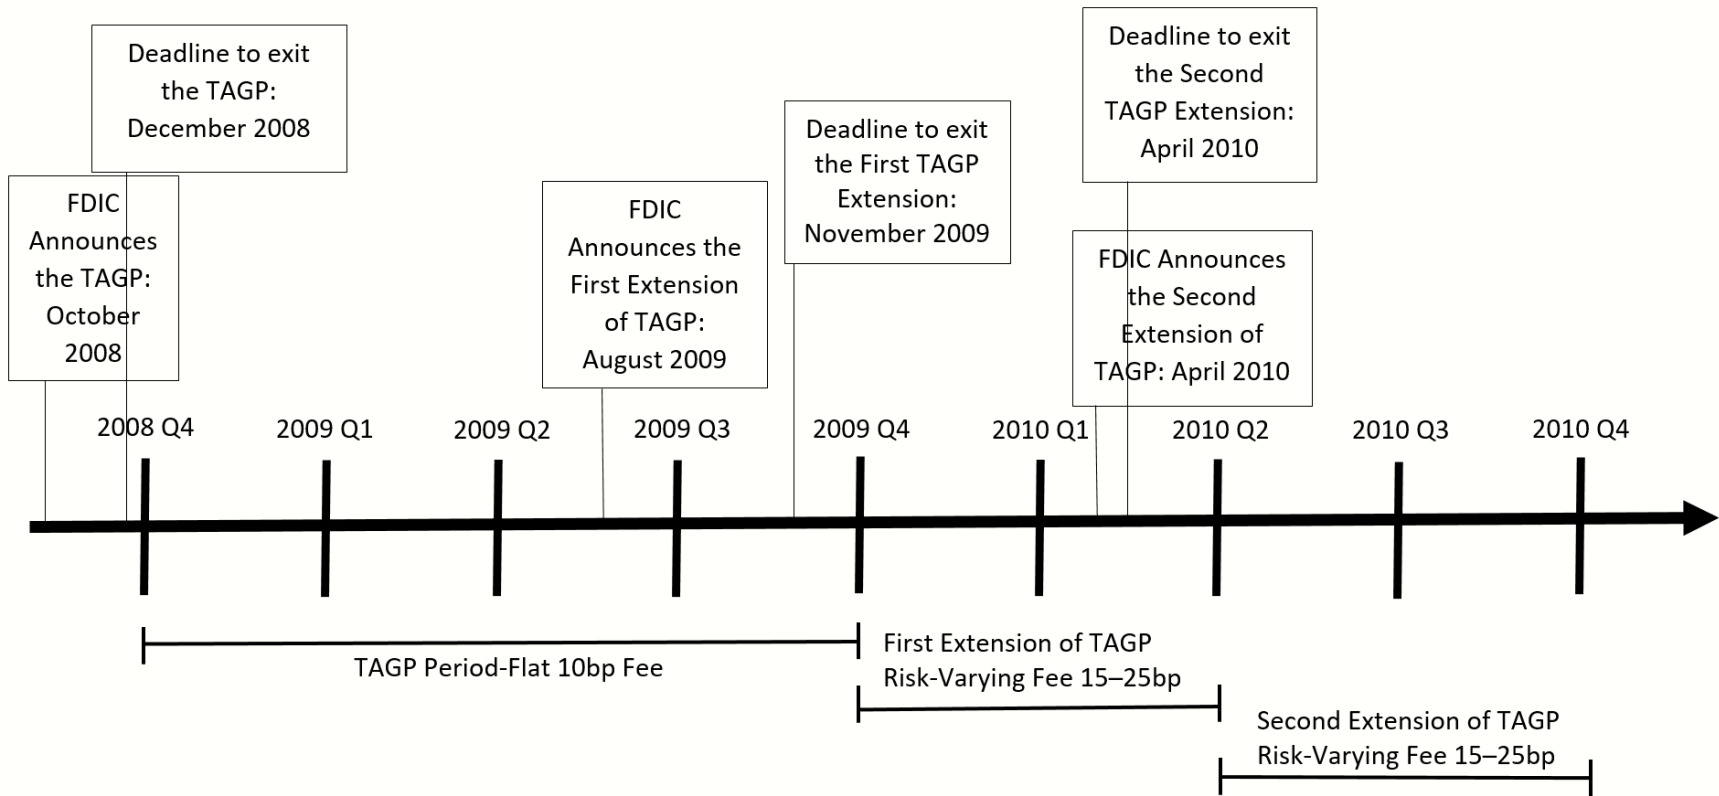 Deadline to exit
the TAGP:
December 2008
FDIC
Announces
the TAGP:
October
2008
FDIC
Announces the
First Extension
of TAGP:
August 2009
Deadline to exit
the First TAGP
Extension:
November 2009
Deadline to exit
the Second
TAGP Extension:
April 2010
FDIC Announces
the Second
Extension of
TAGP: April 2010
2008 Q4
2009 Q1
2009 Q2
2009 Q3
2009 Q4
2010 Q1
2010 Q2
2010 Q3
2010 Q4
TAGP Period-Flat 10bp Fee
First Extension of TAGP
Risk-Varying Fee 15–25bp
Second Extension of TAGP
Risk-Varying Fee 15–25bp